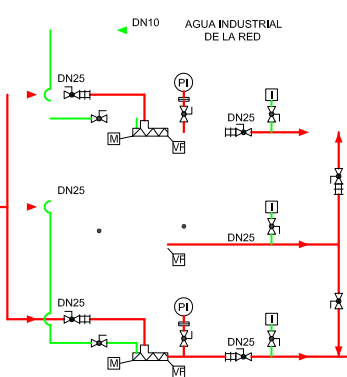 DN10
AGUA INDUSTRIAL
DE LA RED
DN25
PI
I
DN25
M
VF
DN25
I
DN25
VF
DN25
PI
I
DN25
M
VF